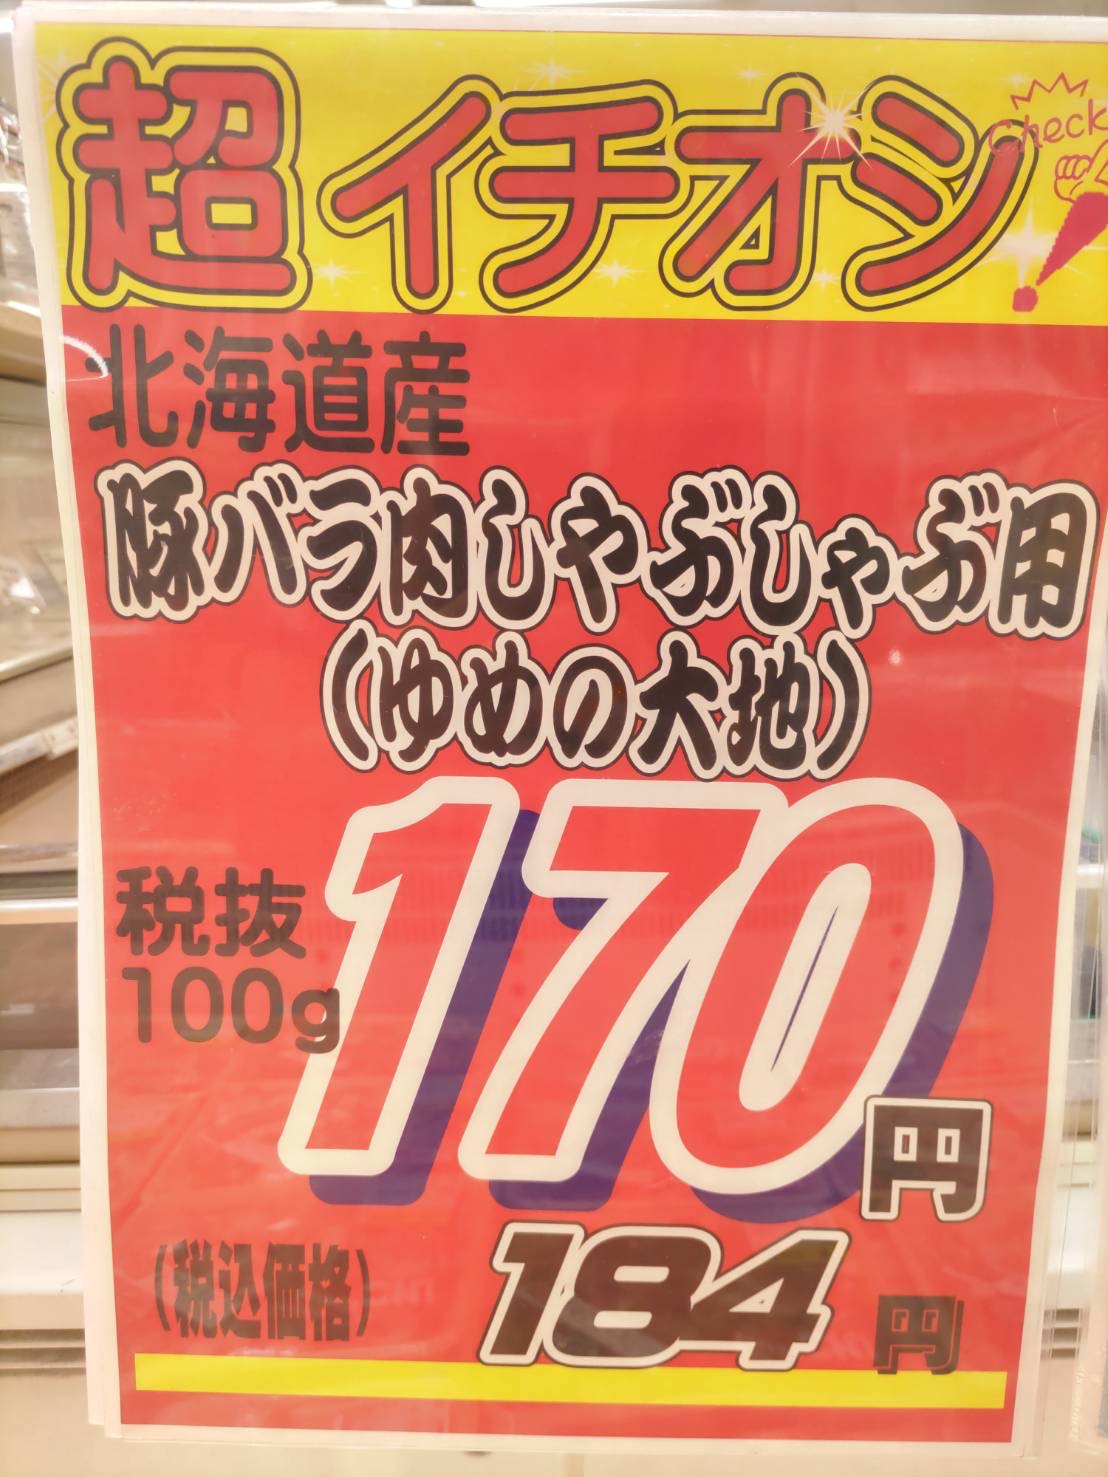 超イチオシ
Check
北海道産
豚バラ肉しゃぶしゃぶ用
(ゆめの大地)
税抜
100g
170円
(税込価格)
184円